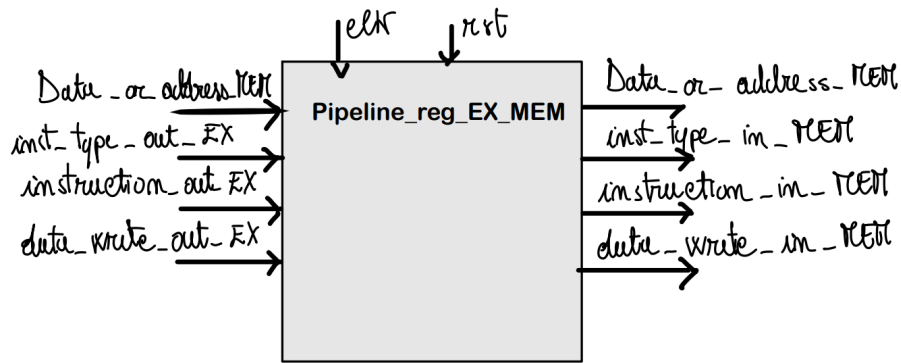 clk
rst
Data_or_address_MEM
Data_or_address_MEM
Pipeline_reg_EX_MEM
inst_type_out_EX
inst_type_in_MEM
instruction_out_EX
instruction_in_MEM
data_write_out_EX
data_write_in_MEM